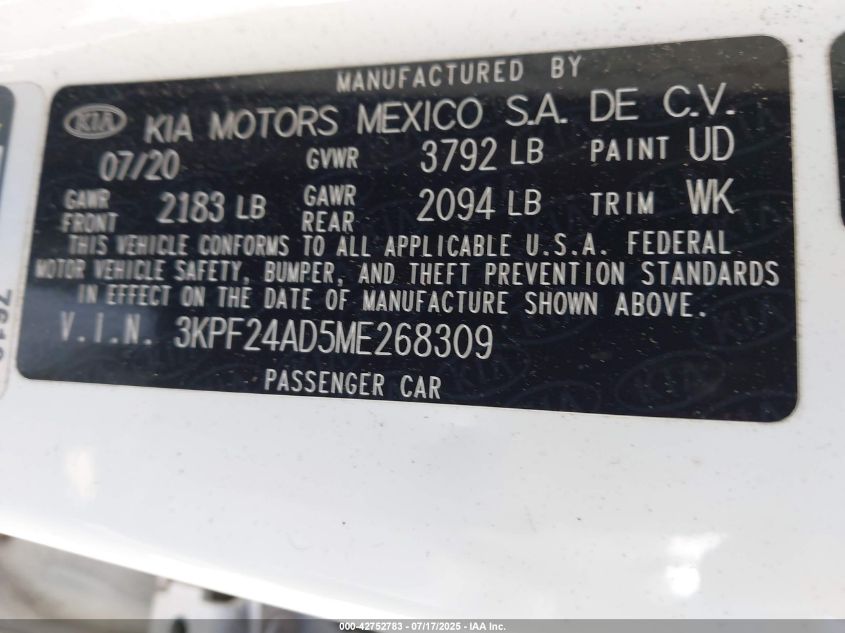 MANUFACTURED BY
KIA KIA MOTORS MEXICO S.A. DE C.V.
07/20 GVWR 3792 LB PAINT UD
GAWR FRONT 2183 LB GAWR REAR 2094 LB TRIM WK
THIS VEHICLE CONFORMS TO ALL APPLICABLE U.S.A. FEDERAL
MOTOR VEHICLE SAFETY, BUMPER, AND THEFT PREVENTION STANDARDS
IN EFFECT ON THE DATE OF MANUFACTURE SHOWN ABOVE.
V.I.N. 3KPF24AD5ME268309
PASSENGER CAR
000-42752783 - 07/17/2025 - IAA Inc.